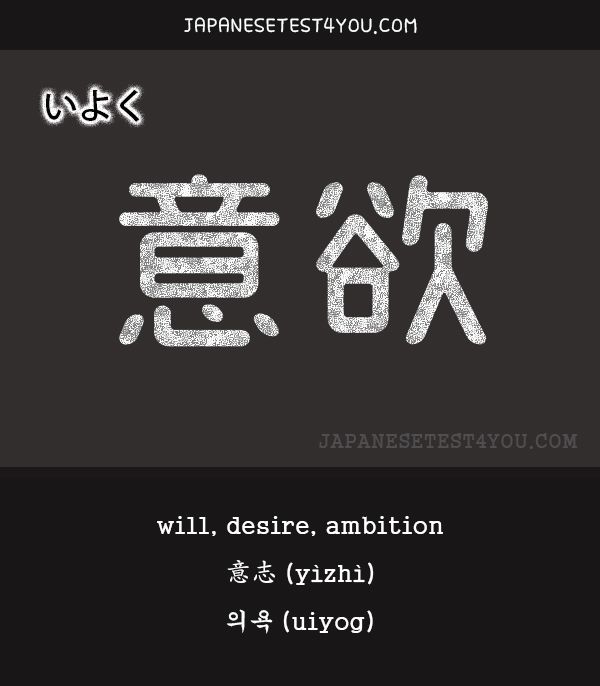 JAPANESETEST4YOU.COM
いよく
意欲
JAPANESETEST4YOU.COM
will, desire, ambition
意志 (yìzhì)
의욕 (uiyog)